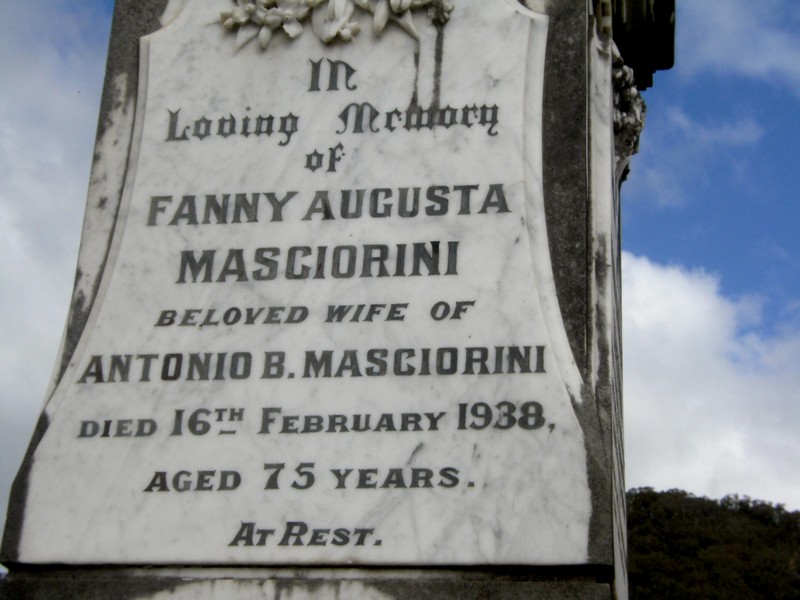 In
Loving Memory
of
FANNY AUGUSTA
MASCIORINI
BELOVED WIFE OF
ANTONIO B. MASCIORINI
DIED 16TH FEBRUARY 1938,
AGED 75 YEARS.
AT REST.